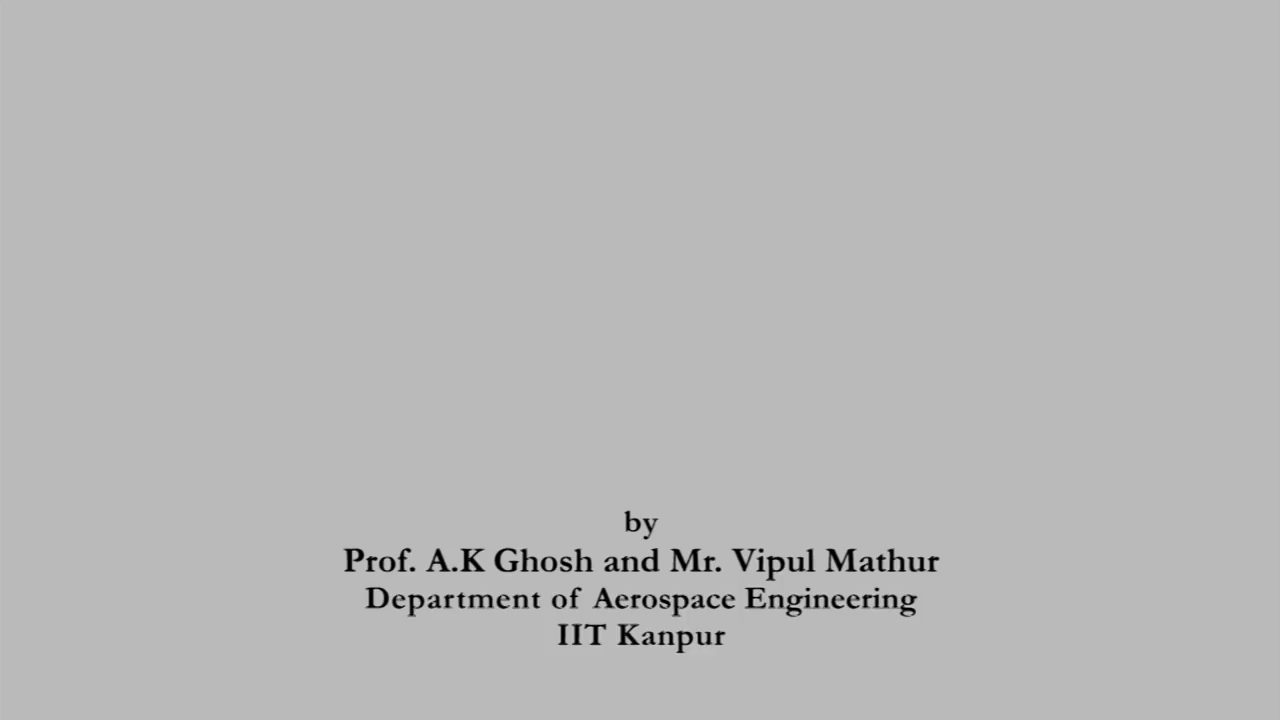 by
Prof. A.K Ghosh and Mr. Vipul Mathur
Department of Aerospace Engineering
IIT Kanpur